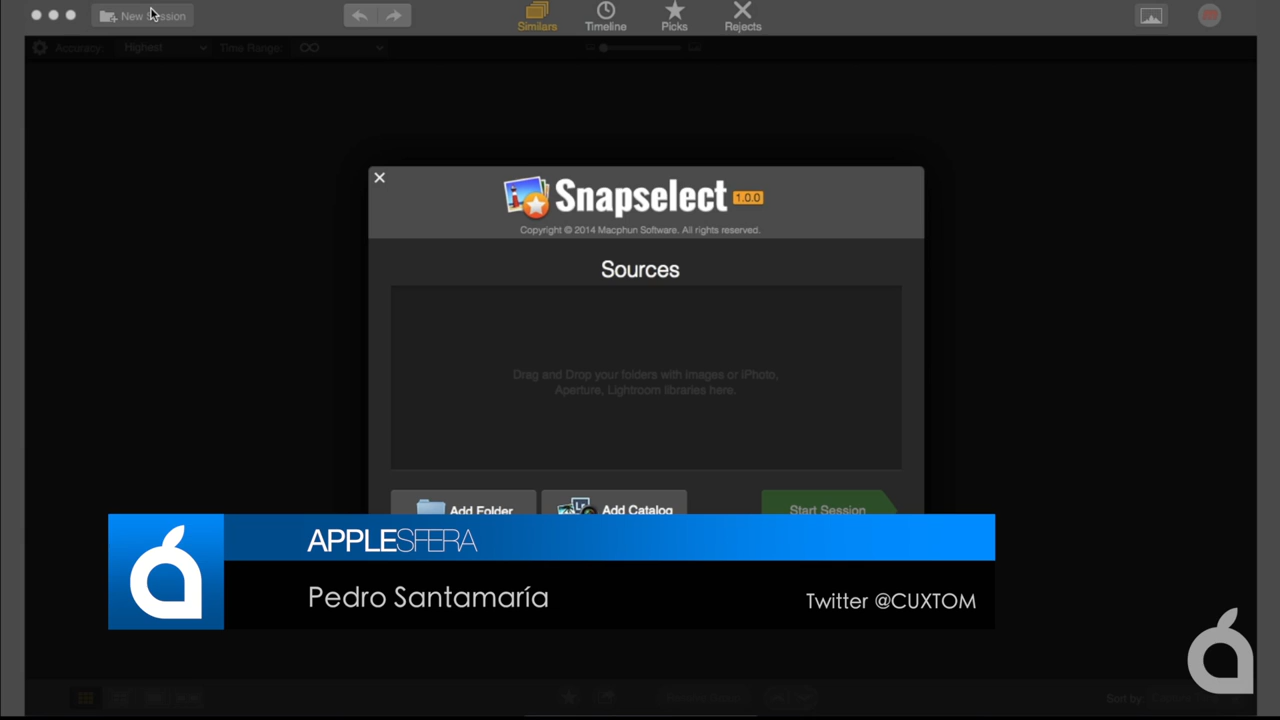 New Session
Similars
Timeline
Picks
Rejects
Accuracy: Highest
Time Range: ∞
Snapselect 1.0.0
Copyright © 2014 Macphun Software. All rights reserved.
Sources
Drag and Drop your folders with images or iPhoto,
Aperture, Lightroom libraries here.
Add Folder
Lr
Add Catalog
Start Session
APPLESFERA
Pedro Santamaría
Twitter @CUXTOM
Sort by: